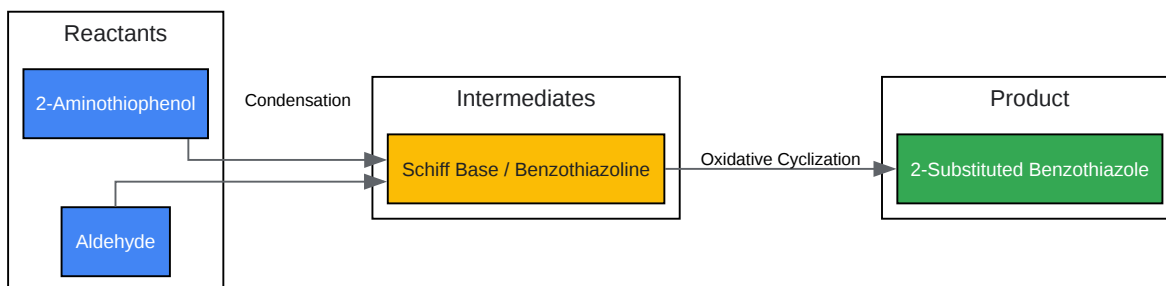 Reactants
2-Aminothiophenol
Aldehyde
Condensation
Intermediates
Schiff Base / Benzothiazoline
Oxidative Cyclization
Product
2-Substituted Benzothiazole